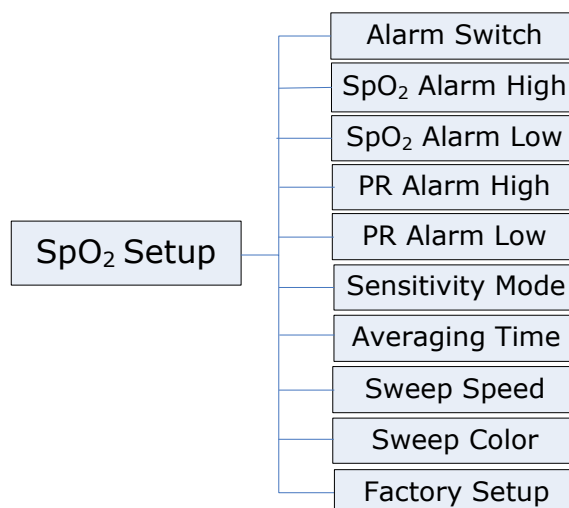 Alarm Switch
SpO₂ Alarm High
SpO₂ Alarm Low
PR Alarm High
PR Alarm Low
SpO₂ Setup
Sensitivity Mode
Averaging Time
Sweep Speed
Sweep Color
Factory Setup